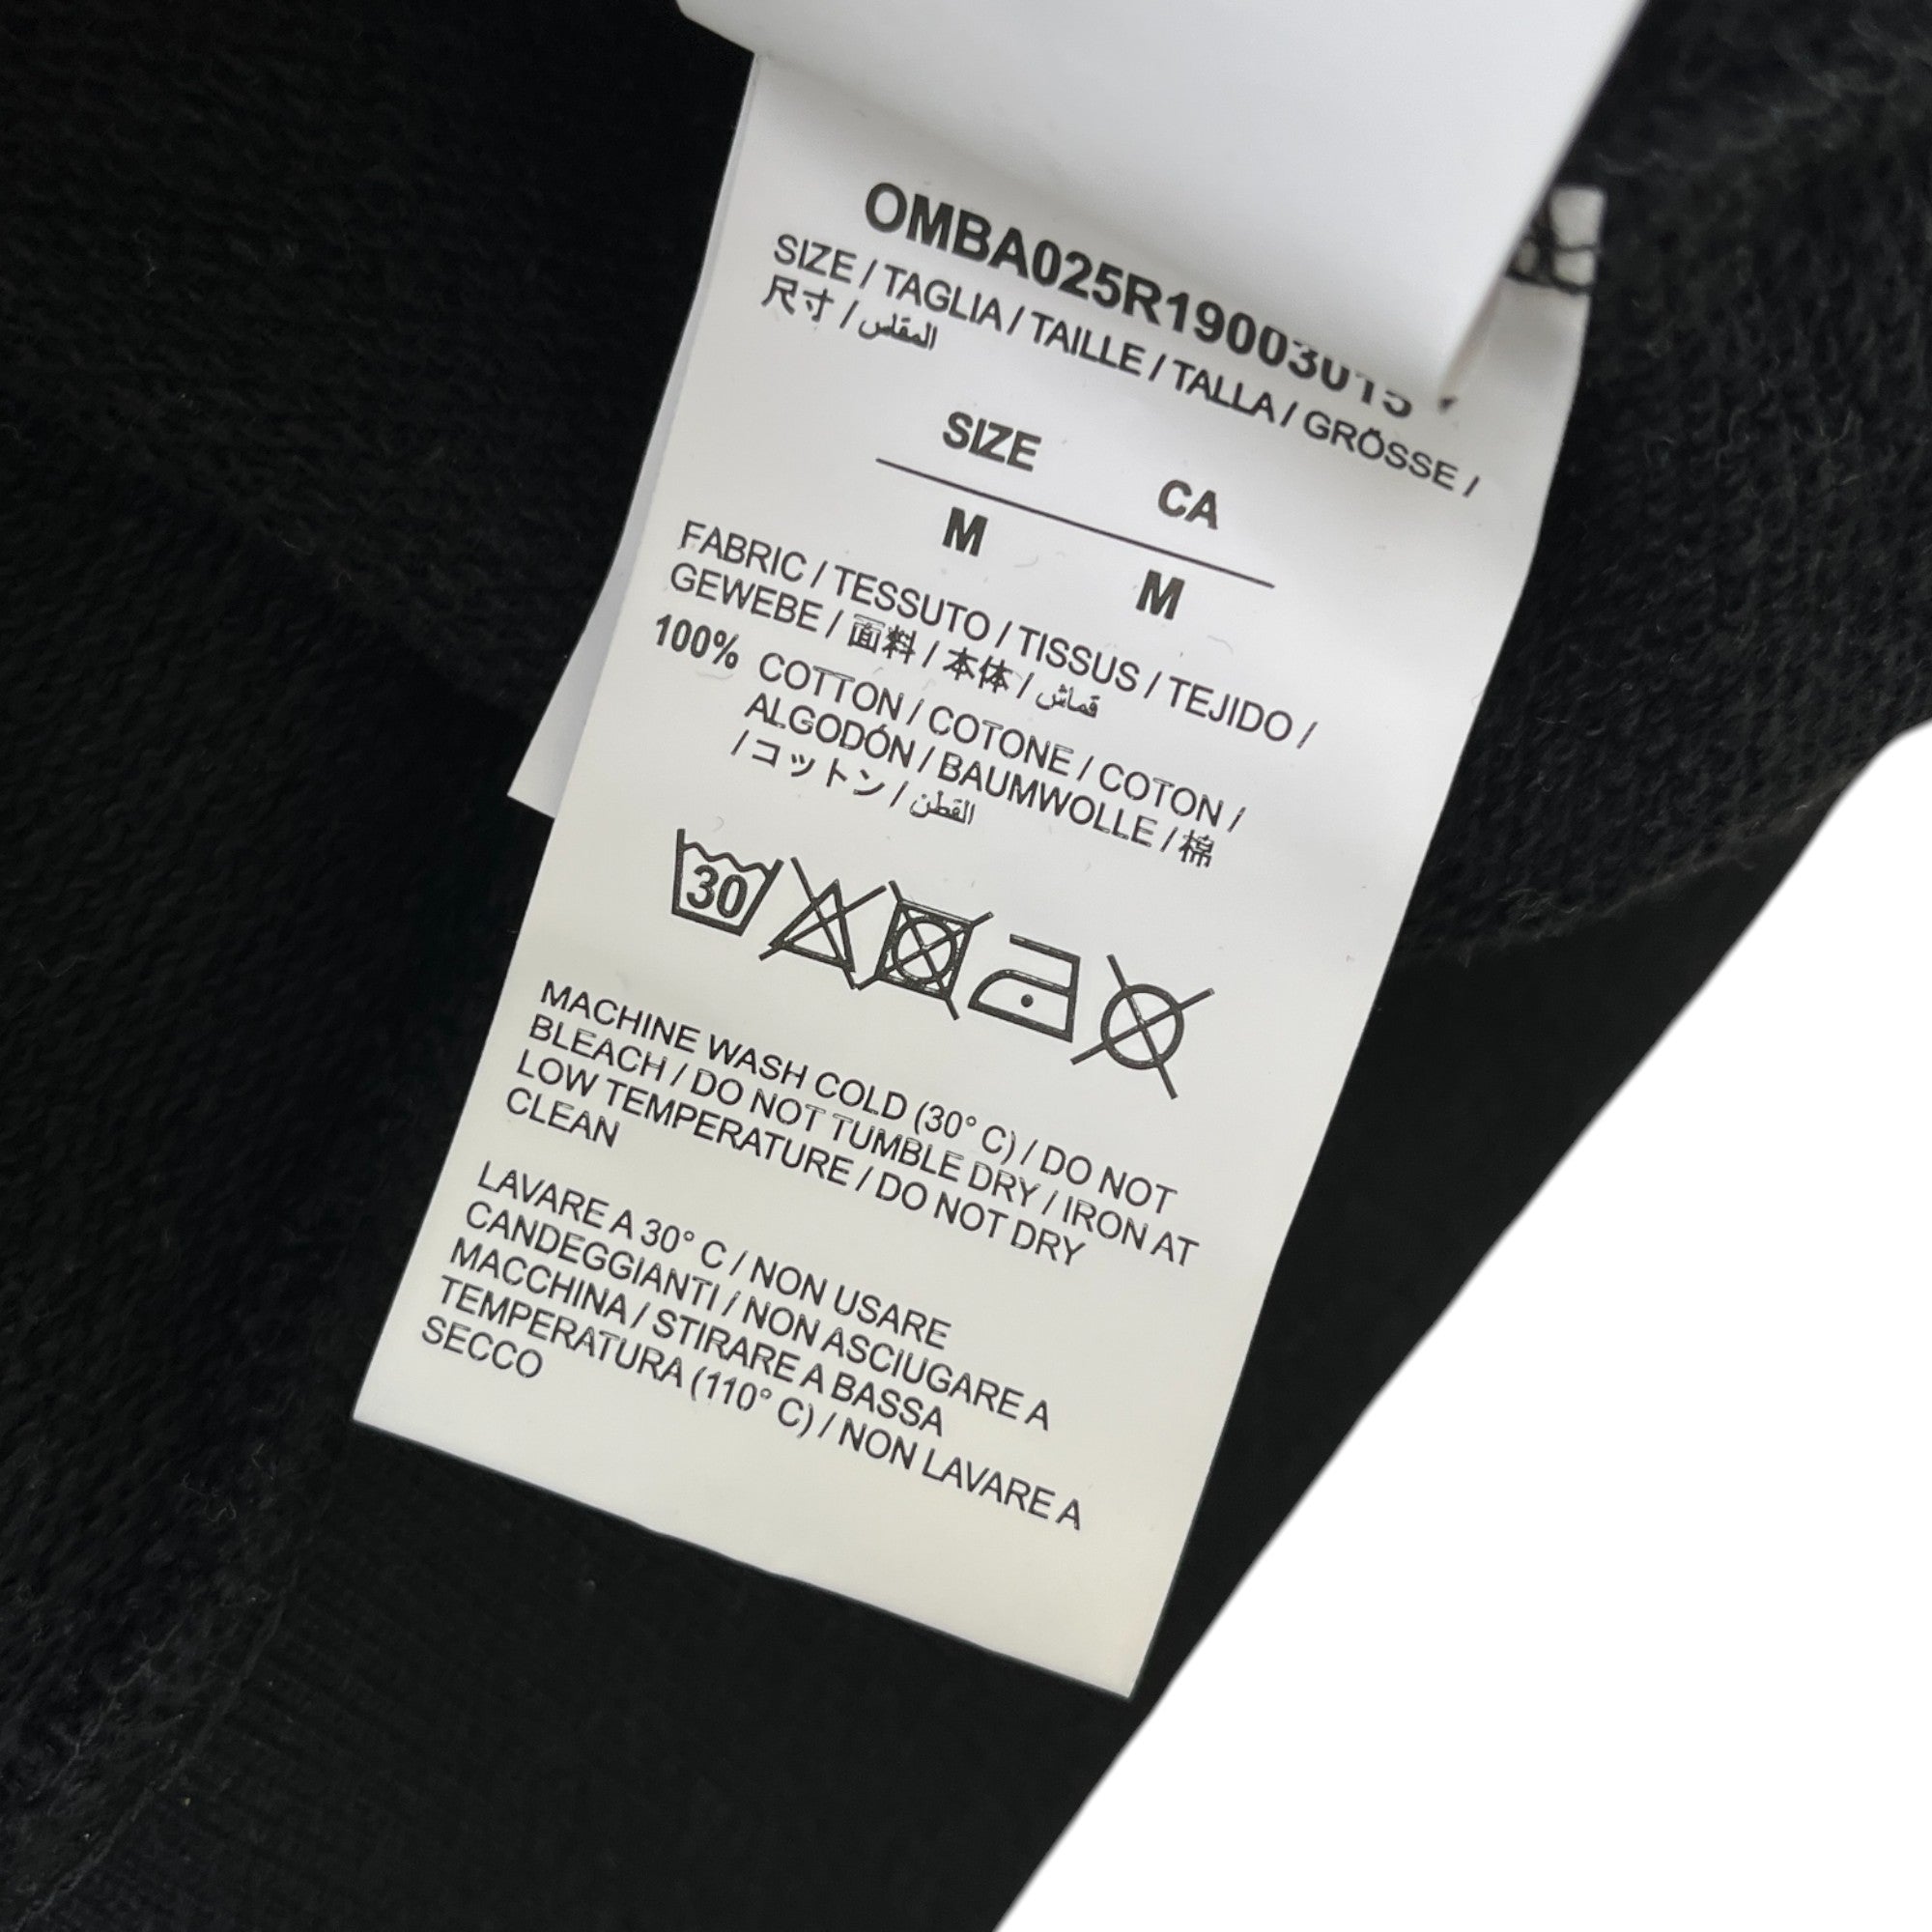 OMBA025R19003015
SIZE / TAGLIA / TAILLE / TALLA / GRÖSSE /
尺寸 / المقاس
SIZE CA
M M
FABRIC / TESSUTO / TISSUS / TEJIDO /
GEWEBE / 面料 / 本体 / قماش
100% COTTON / COTONE / COTON /
ALGODÓN / BAUMWOLLE / 棉
/ コットン / القطن
30
MACHINE WASH COLD (30° C) / DO NOT
BLEACH / DO NOT TUMBLE DRY / IRON AT
LOW TEMPERATURE / DO NOT DRY
CLEAN
LAVARE A 30° C / NON USARE
CANDEGGIANTI / NON ASCIUGARE A
MACCHINA / STIRARE A BASSA
TEMPERATURA (110° C) / NON LAVARE A
SECCO